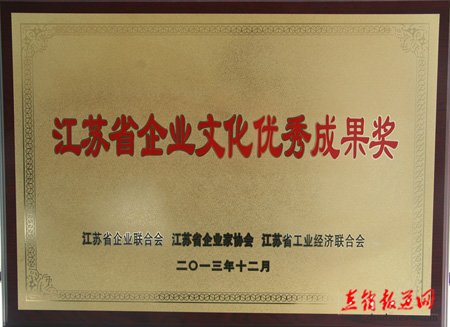 江苏省企业文化优秀成果奖
江苏省企业联合会 江苏省企业家协会 江苏省工业经济联合会
二〇一三年十二月
直销报道网